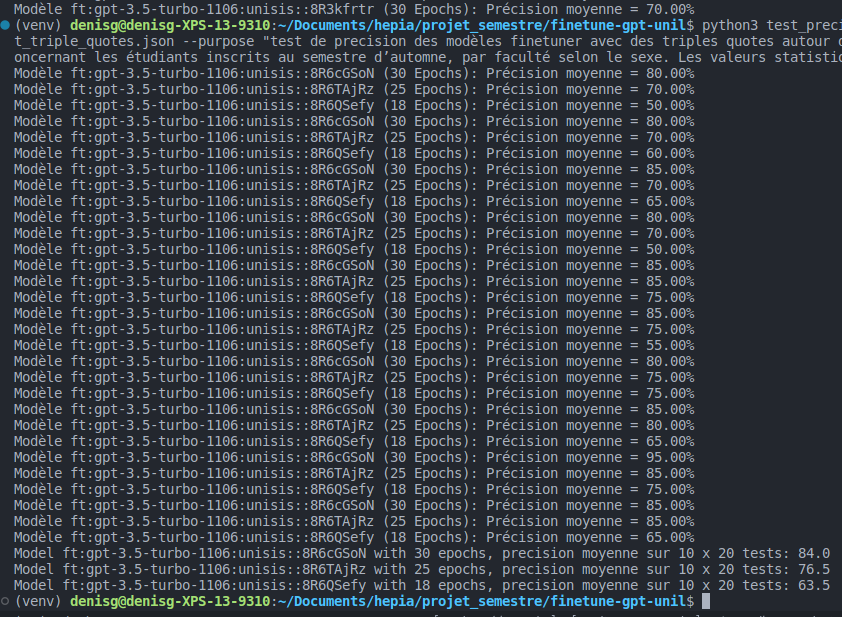 Modèle ft:gpt-3.5-turbo-1106:unisis::8R3kfrtr (30 Epochs): Précision moyenne = 70.00%
(venv) denisg@denisg-XPS-13-9310:~/Documents/hepia/projet_semestre/finetune-gpt-unil$ python3 test_preci
t_triple_quotes.json --purpose "test de precision des modèles finetuner avec des triples quotes autour
oncernant les étudiants inscrits au semestre d’automne, par faculté selon le sexe. Les valeurs statisti
Modèle ft:gpt-3.5-turbo-1106:unisis::8R6cGSoN (30 Epochs): Précision moyenne = 80.00%
Modèle ft:gpt-3.5-turbo-1106:unisis::8R6TAjRz (25 Epochs): Précision moyenne = 70.00%
Modèle ft:gpt-3.5-turbo-1106:unisis::8R6QSefy (18 Epochs): Précision moyenne = 50.00%
Modèle ft:gpt-3.5-turbo-1106:unisis::8R6cGSoN (30 Epochs): Précision moyenne = 80.00%
Modèle ft:gpt-3.5-turbo-1106:unisis::8R6TAjRz (25 Epochs): Précision moyenne = 70.00%
Modèle ft:gpt-3.5-turbo-1106:unisis::8R6QSefy (18 Epochs): Précision moyenne = 60.00%
Modèle ft:gpt-3.5-turbo-1106:unisis::8R6cGSoN (30 Epochs): Précision moyenne = 85.00%
Modèle ft:gpt-3.5-turbo-1106:unisis::8R6TAjRz (25 Epochs): Précision moyenne = 70.00%
Modèle ft:gpt-3.5-turbo-1106:unisis::8R6QSefy (18 Epochs): Précision moyenne = 65.00%
Modèle ft:gpt-3.5-turbo-1106:unisis::8R6cGSoN (30 Epochs): Précision moyenne = 80.00%
Modèle ft:gpt-3.5-turbo-1106:unisis::8R6TAjRz (25 Epochs): Précision moyenne = 70.00%
Modèle ft:gpt-3.5-turbo-1106:unisis::8R6QSefy (18 Epochs): Précision moyenne = 50.00%
Modèle ft:gpt-3.5-turbo-1106:unisis::8R6cGSoN (30 Epochs): Précision moyenne = 85.00%
Modèle ft:gpt-3.5-turbo-1106:unisis::8R6TAjRz (25 Epochs): Précision moyenne = 85.00%
Modèle ft:gpt-3.5-turbo-1106:unisis::8R6QSefy (18 Epochs): Précision moyenne = 75.00%
Modèle ft:gpt-3.5-turbo-1106:unisis::8R6cGSoN (30 Epochs): Précision moyenne = 85.00%
Modèle ft:gpt-3.5-turbo-1106:unisis::8R6TAjRz (25 Epochs): Précision moyenne = 75.00%
Modèle ft:gpt-3.5-turbo-1106:unisis::8R6QSefy (18 Epochs): Précision moyenne = 55.00%
Modèle ft:gpt-3.5-turbo-1106:unisis::8R6cGSoN (30 Epochs): Précision moyenne = 80.00%
Modèle ft:gpt-3.5-turbo-1106:unisis::8R6TAjRz (25 Epochs): Précision moyenne = 75.00%
Modèle ft:gpt-3.5-turbo-1106:unisis::8R6QSefy (18 Epochs): Précision moyenne = 75.00%
Modèle ft:gpt-3.5-turbo-1106:unisis::8R6cGSoN (30 Epochs): Précision moyenne = 85.00%
Modèle ft:gpt-3.5-turbo-1106:unisis::8R6TAjRz (25 Epochs): Précision moyenne = 80.00%
Modèle ft:gpt-3.5-turbo-1106:unisis::8R6QSefy (18 Epochs): Précision moyenne = 65.00%
Modèle ft:gpt-3.5-turbo-1106:unisis::8R6cGSoN (30 Epochs): Précision moyenne = 95.00%
Modèle ft:gpt-3.5-turbo-1106:unisis::8R6TAjRz (25 Epochs): Précision moyenne = 85.00%
Modèle ft:gpt-3.5-turbo-1106:unisis::8R6QSefy (18 Epochs): Précision moyenne = 75.00%
Modèle ft:gpt-3.5-turbo-1106:unisis::8R6cGSoN (30 Epochs): Précision moyenne = 85.00%
Modèle ft:gpt-3.5-turbo-1106:unisis::8R6TAjRz (25 Epochs): Précision moyenne = 85.00%
Modèle ft:gpt-3.5-turbo-1106:unisis::8R6QSefy (18 Epochs): Précision moyenne = 65.00%
Model ft:gpt-3.5-turbo-1106:unisis::8R6cGSoN with 30 epochs, precision moyenne sur 10 x 20 tests: 84.0
Model ft:gpt-3.5-turbo-1106:unisis::8R6TAjRz with 25 epochs, precision moyenne sur 10 x 20 tests: 76.5
Model ft:gpt-3.5-turbo-1106:unisis::8R6QSefy with 18 epochs, precision moyenne sur 10 x 20 tests: 63.5
(venv) denisg@denisg-XPS-13-9310:~/Documents/hepia/projet_semestre/finetune-gpt-unil$